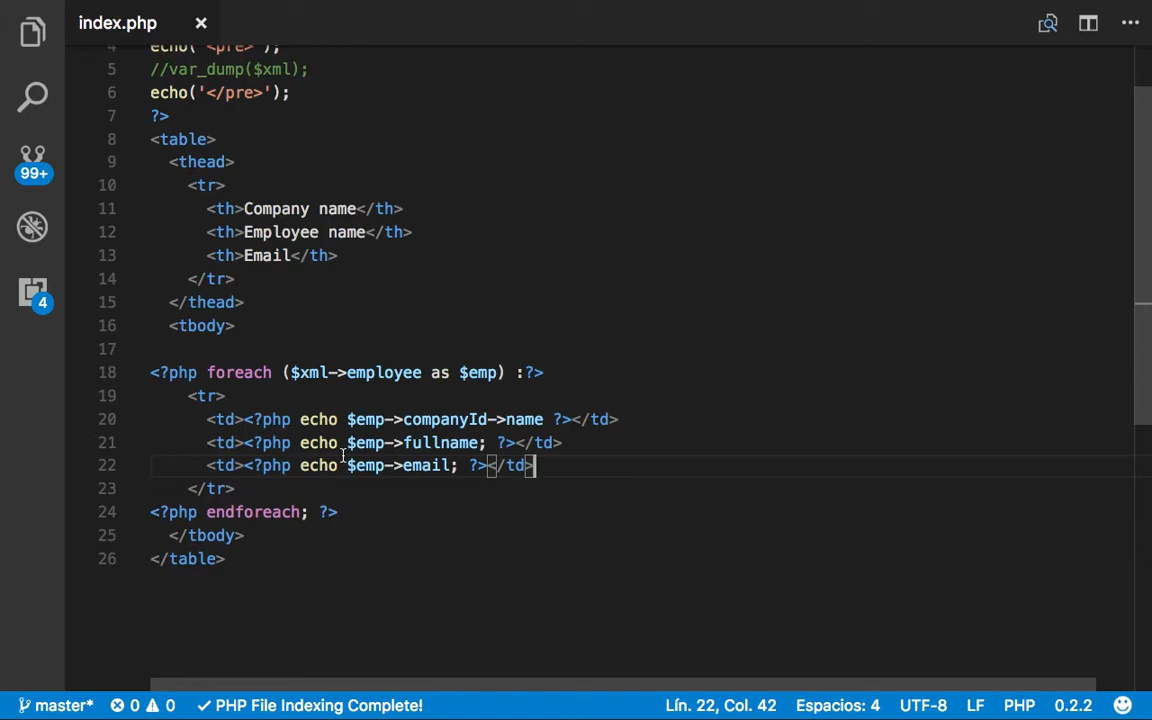 index.php ×
4 echo('<pre>');
5 //var_dump($xml);
6 echo('</pre>');
7 ?>
8 <table>
9   <thead>
10     <tr>
11       <th>Company name</th>
12       <th>Employee name</th>
13       <th>Email</th>
14     </tr>
15   </thead>
16   <tbody>
17
18 <?php foreach ($xml->employee as $emp) :?>
19     <tr>
20       <td><?php echo $emp->companyId->name ?></td>
21       <td><?php echo $emp->fullname; ?></td>
22       <td><?php echo $emp->email; ?></td>
23     </tr>
24 <?php endforeach; ?>
25   </tbody>
26 </table>
99+
4
master* 0 0 PHP File Indexing Complete! Lín. 22, Col. 42 Espacios: 4 UTF-8 LF PHP 0.2.2